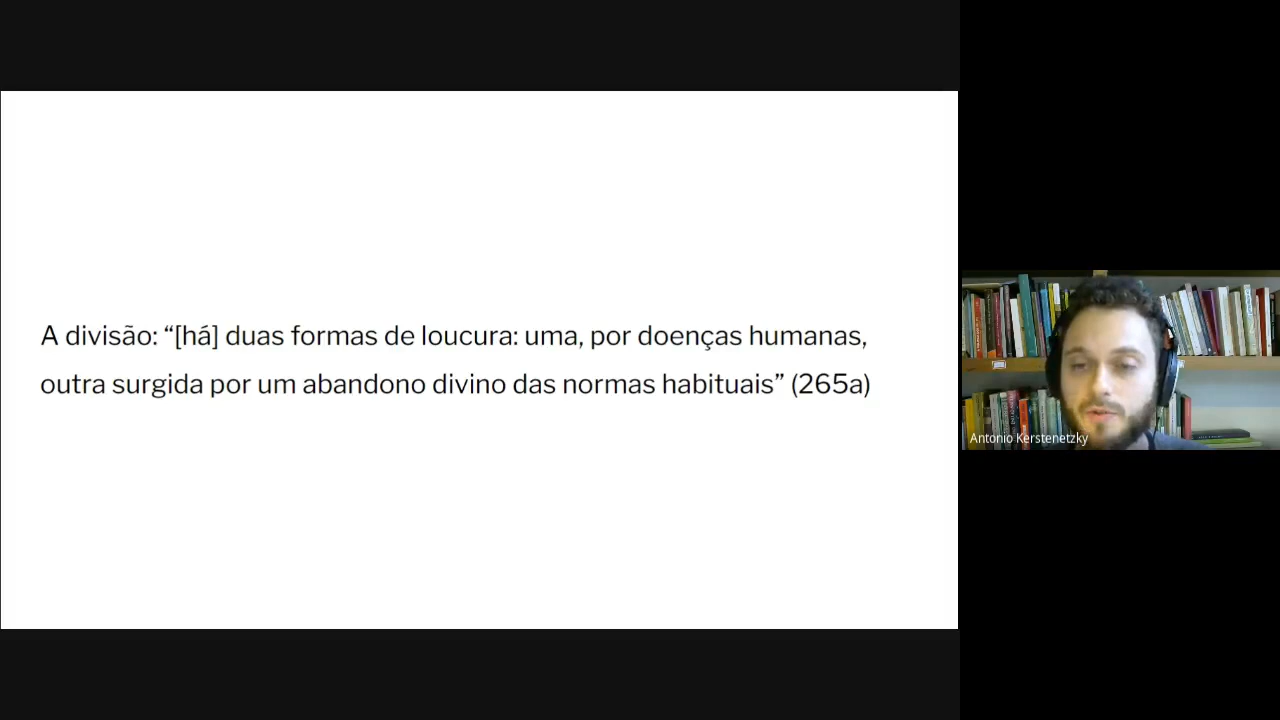 A divisão: “[há] duas formas de loucura: uma, por doenças humanas,
outra surgida por um abandono divino das normas habituais” (265a)
Antonio Kerstenetzky